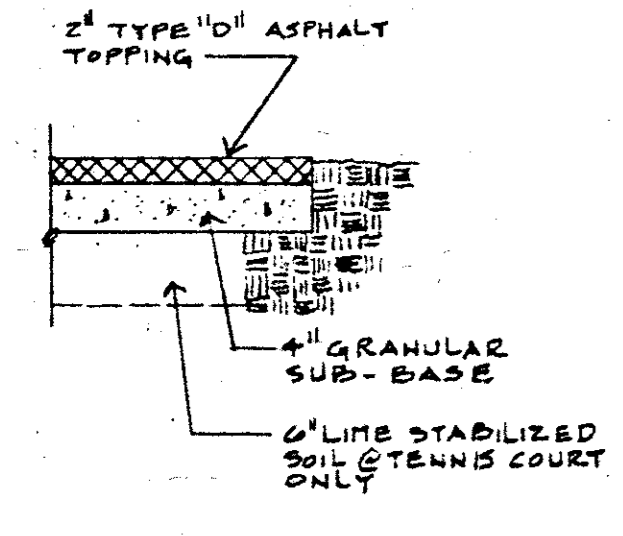 2" TYPE "D" ASPHALT
TOPPING
4" GRANULAR
SUB-BASE
6" LIME STABILIZED
SOIL @ TENNIS COURT
ONLY